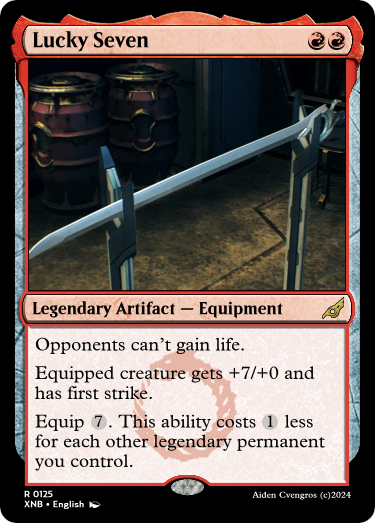 Lucky Seven
Legendary Artifact — Equipment
Opponents can't gain life.
Equipped creature gets +7/+0 and
has first strike.
Equip 7. This ability costs 1 less
for each other legendary permanent
you control.
R 0125
XNB • English
Aiden Cvengros (c)2024